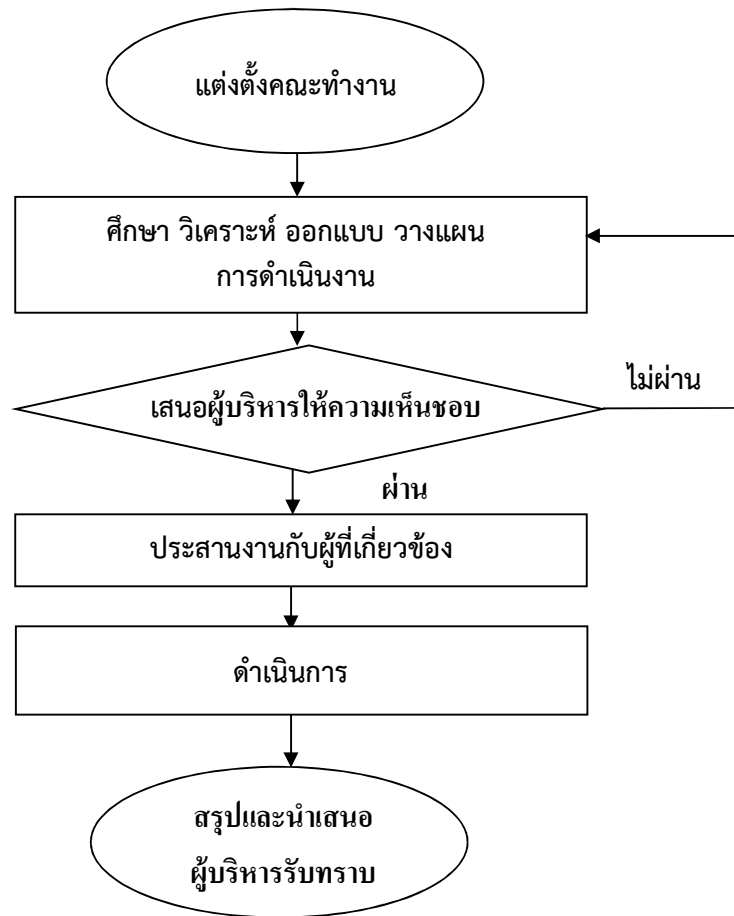 แต่งตั้งคณะทำงาน
ศึกษา วิเคราะห์ ออกแบบ วางแผน
การดำเนินงาน
ไม่ผ่าน
เสนอผู้บริหารให้ความเห็นชอบ
ผ่าน
ประสานงานกับผู้ที่เกี่ยวข้อง
ดำเนินการ
สรุปและนำเสนอ
ผู้บริหารรับทราบ